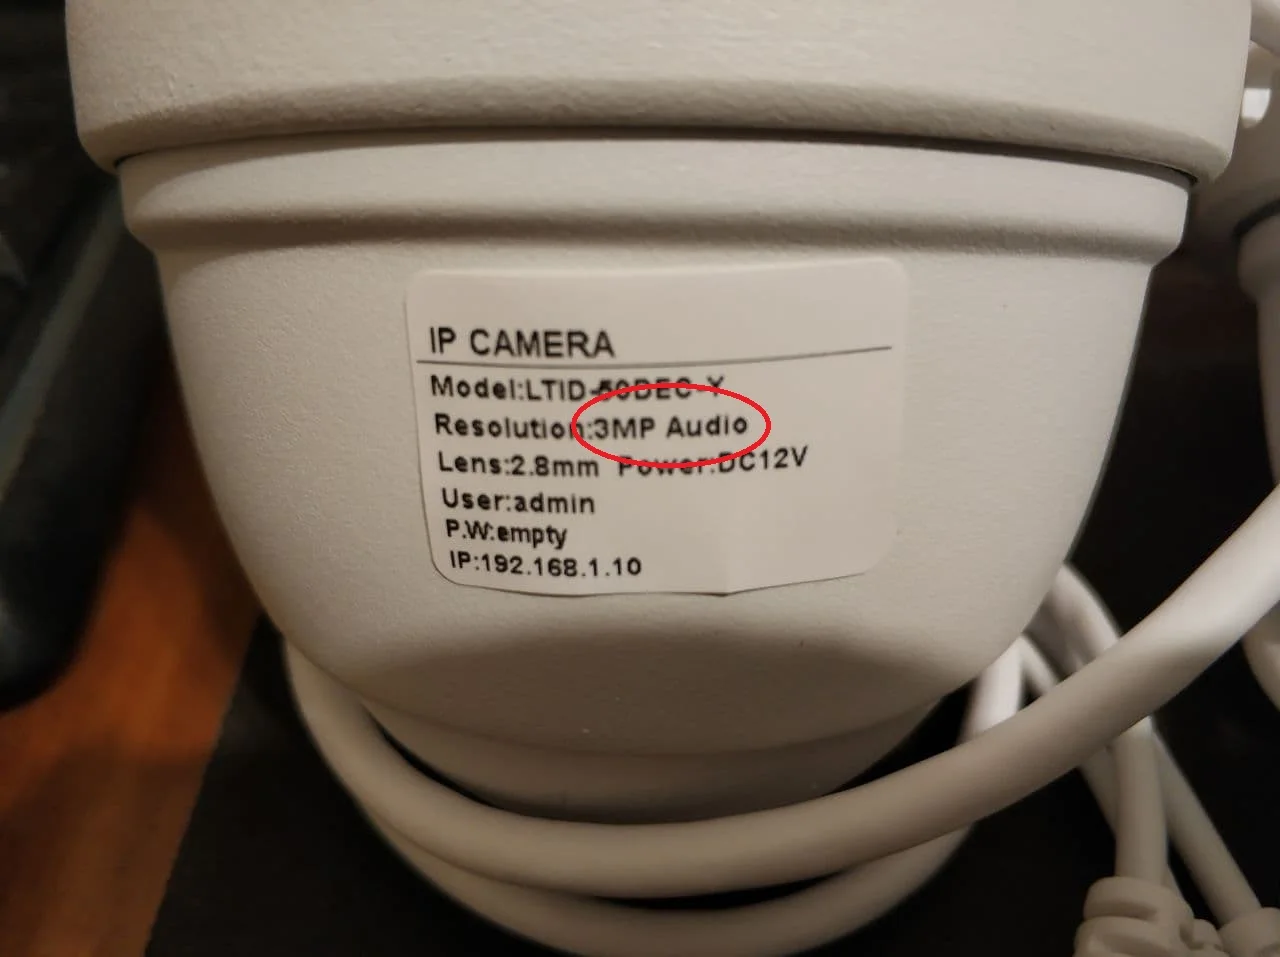 IP CAMERA
Model:LTID-50DEC-Y
Resolution:3MP Audio
Lens:2.8mm Power:DC12V
User:admin
P.W:empty
IP:192.168.1.10